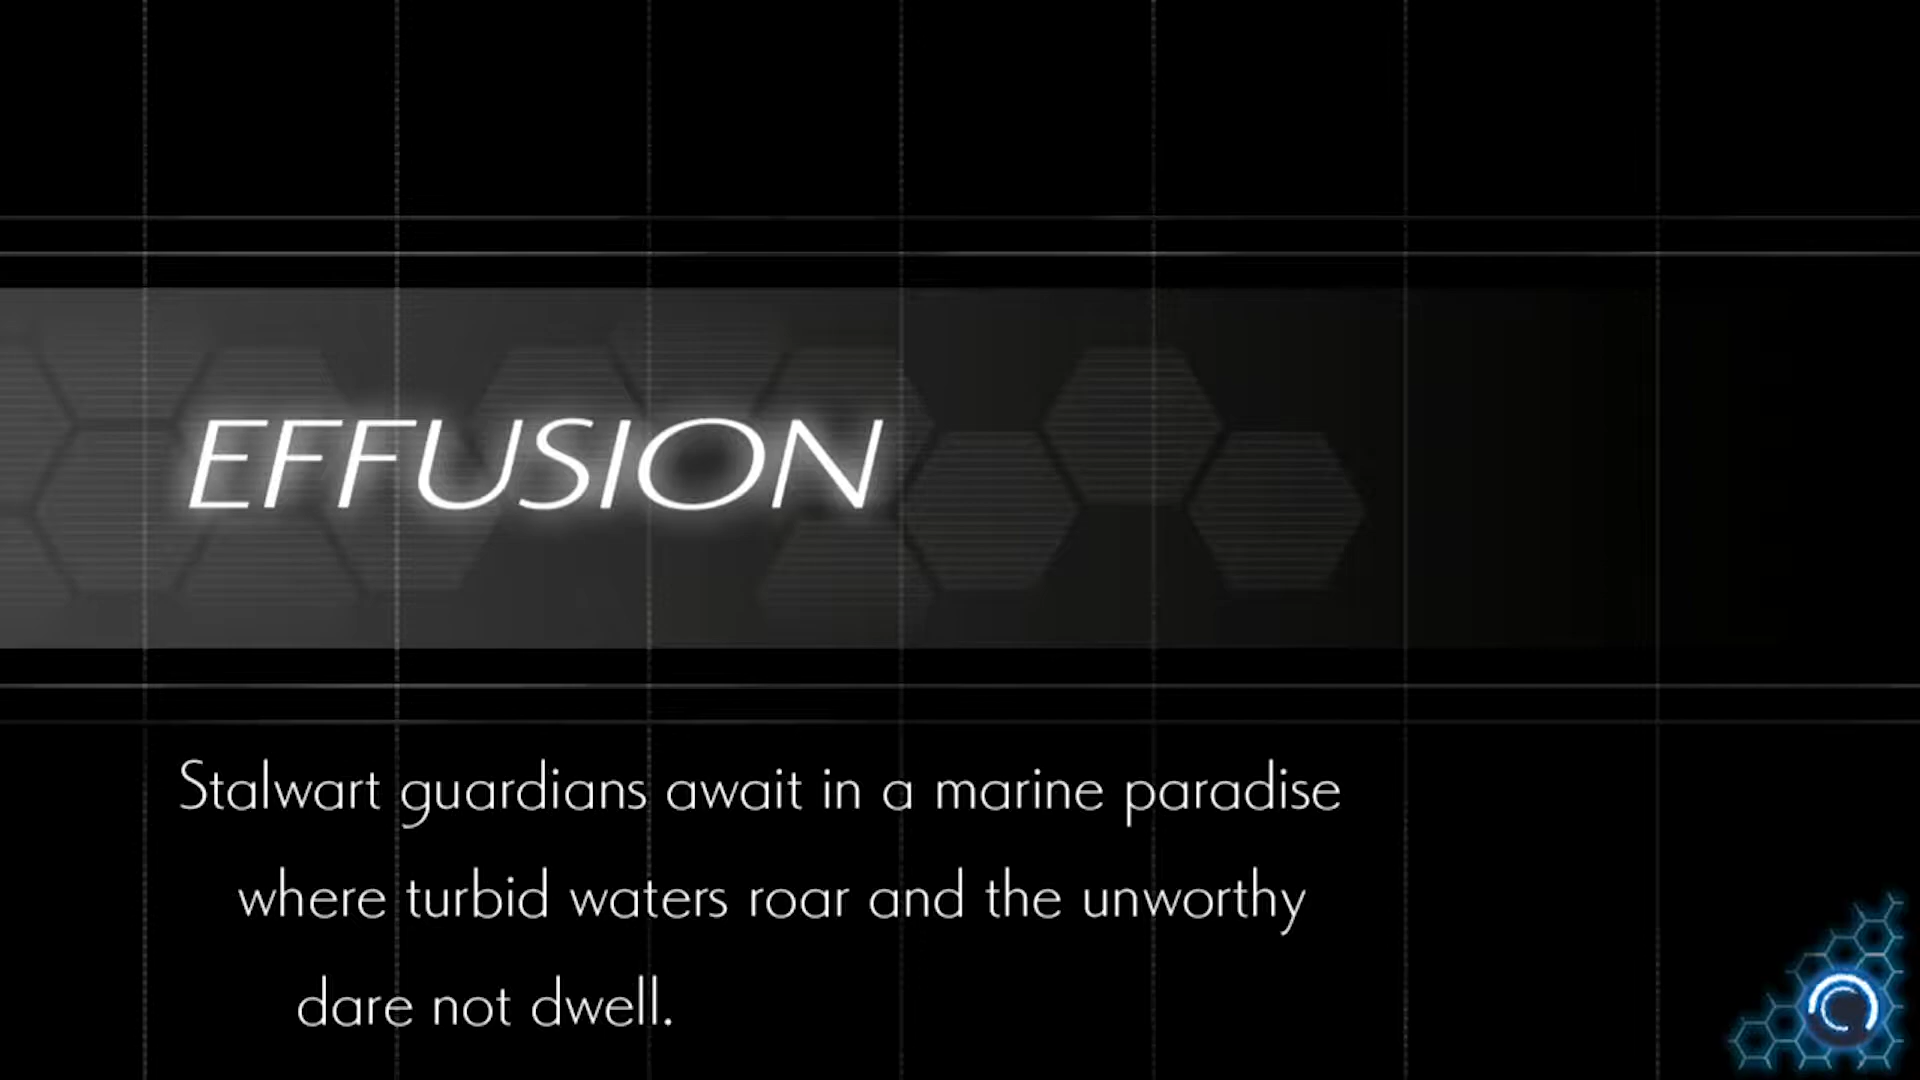 EFFUSION
Stalwart guardians await in a marine paradise
where turbid waters roar and the unworthy
dare not dwell.